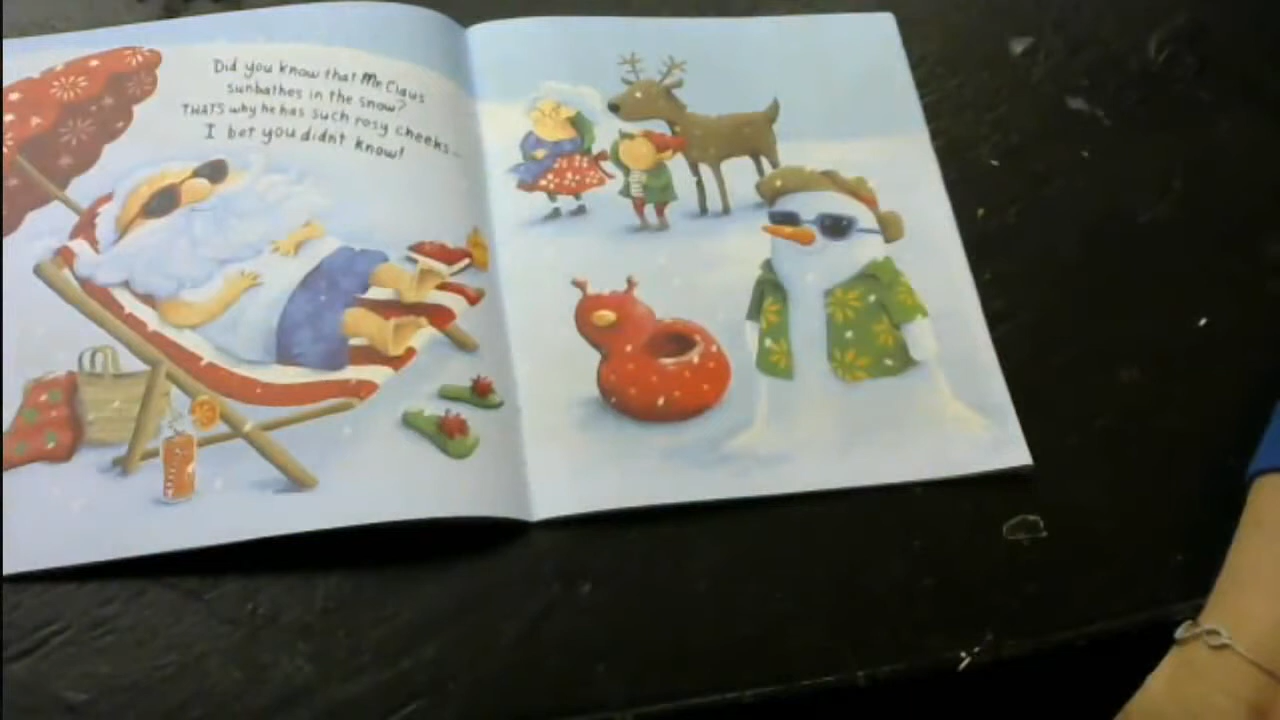 Did you know that Mr. Claus
sunbathes in the snow?
THATS why he has such rosy cheeks...
I bet you didn't know!